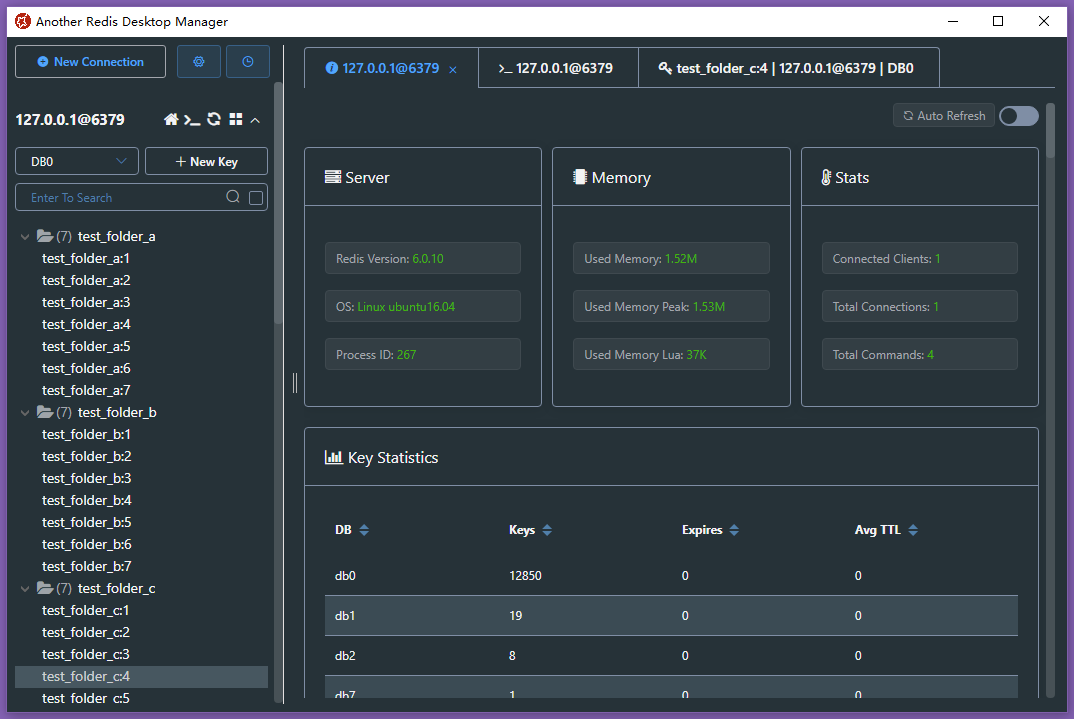 Another Redis Desktop Manager
New Connection
127.0.0.1@6379
DB0
New Key
Enter To Search
(7) test_folder_a
test_folder_a:1
test_folder_a:2
test_folder_a:3
test_folder_a:4
test_folder_a:5
test_folder_a:6
test_folder_a:7
(7) test_folder_b
test_folder_b:1
test_folder_b:2
test_folder_b:3
test_folder_b:4
test_folder_b:5
test_folder_b:6
test_folder_b:7
(7) test_folder_c
test_folder_c:1
test_folder_c:2
test_folder_c:3
test_folder_c:4
test_folder_c:5
127.0.0.1@6379
>_ 127.0.0.1@6379
test_folder_c:4 | 127.0.0.1@6379 | DB0
Auto Refresh
Server
Redis Version: 6.0.10
OS: Linux ubuntu16.04
Process ID: 267
Memory
Used Memory: 1.52M
Used Memory Peak: 1.53M
Used Memory Lua: 37K
Stats
Connected Clients: 1
Total Connections: 1
Total Commands: 4
Key Statistics
DB Keys Expires Avg TTL
db0 12850 0 0
db1 19 0 0
db2 8 0 0
db7 1 0 0